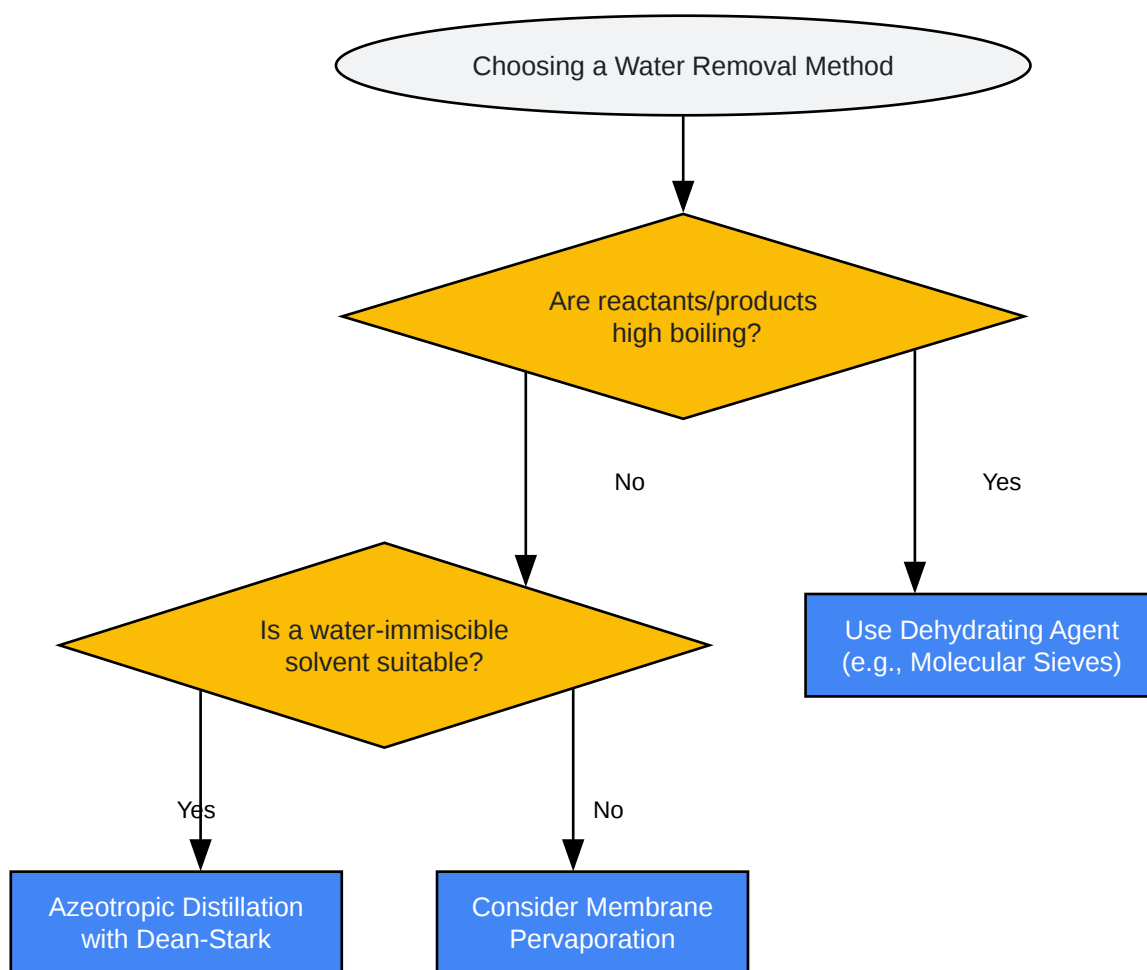 Choosing a Water Removal Method
Are reactants/products
high boiling?
No
Yes
Is a water-immiscible
solvent suitable?
Use Dehydrating Agent
(e.g., Molecular Sieves)
Yes
No
Azeotropic Distillation
with Dean-Stark
Consider Membrane
Pervaporation